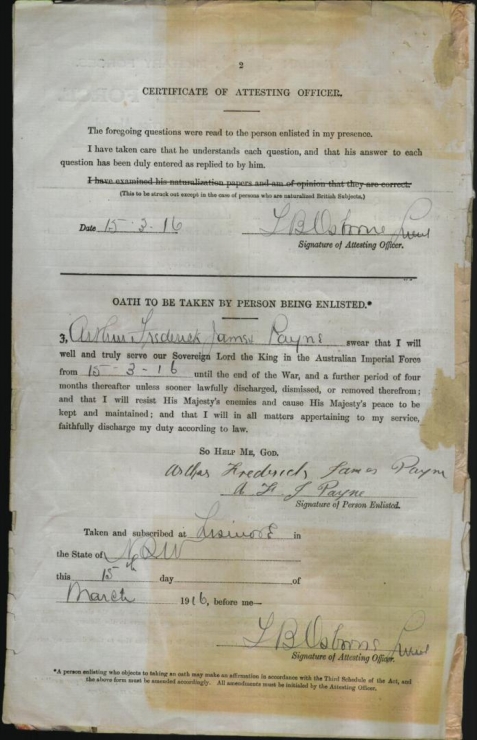 2
CERTIFICATE OF ATTESTING OFFICER.
The foregoing questions were read to the person enlisted in my presence.
I have taken care that he understands each question, and that his answer to each
question has been duly entered as replied to by him.
I have examined his naturalisation papers and am of opinion that they are correct.
(This to be struck out except in the case of persons who are naturalised British Subjects.)
Date 15-3-16 L B Osborne Lieut
Signature of Attesting Officer.
OATH TO BE TAKEN BY PERSON BEING ENLISTED.*
I, Arthur Frederick James Payne swear that I will
well and truly serve our Sovereign Lord the King in the Australian Imperial Force
from 15-3-16 until the end of the War, and a further period of four
months thereafter unless sooner lawfully discharged, dismissed, or removed therefrom;
and that I will resist His Majesty's enemies and cause His Majesty's peace to be
kept and maintained; and that I will in all matters appertaining to my service,
faithfully discharge my duty according to law.
SO HELP ME, GOD.
Arthur Frederick James Payne
A F J Payne
Signature of Person Enlisted.
Taken and subscribed at Lismore in
the State of NSW
this 15th day of
March 1916, before me—
L B Osborne Lieut
Signature of Attesting Officer.
*A person enlisting who objects to taking an oath may make an affirmation in accordance with the Third Schedule of the Act, and
the above form must be amended accordingly. All amendments must be initialed by the Attesting Officer.